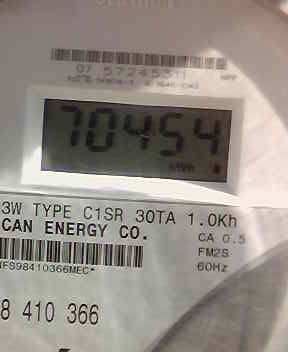 07 57245311
70454
3W TYPE C1SR 30TA 1.0Kh
CAN ENERGY CO.
CA 0.5
FM2S
60Hz
*NFS98410366MEC*
8 410 366